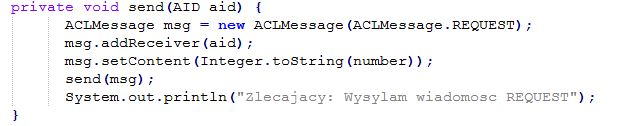 private void send(AID aid) {
ACLMessage msg = new ACLMessage(ACLMessage.REQUEST);
msg.addReceiver(aid);
msg.setContent(Integer.toString(number));
send(msg);
System.out.println("Zlecajacy: Wysylam wiadomosc REQUEST");
}